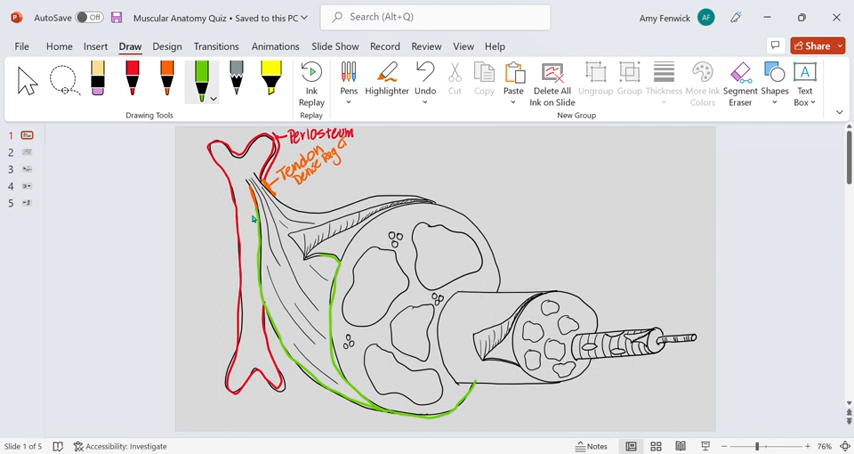 AutoSave Off Muscular Anatomy Quiz • Saved to this PC Search (Alt+Q) Amy Fenwick AF
File Home Insert Draw Design Transitions Animations Slide Show Record Review View Help Share
Ink Replay Pens Highlighter Undo Cut Copy Paste Delete All Ink on Slide Ungroup Group Thickness More Ink Colors Segment Eraser Shapes Text Box
Drawing Tools Replay New Group
1
2
3
4
5
Periosteum
Tendon
Dense Reg CT
Slide 1 of 5 Accessibility: Investigate Notes 76%